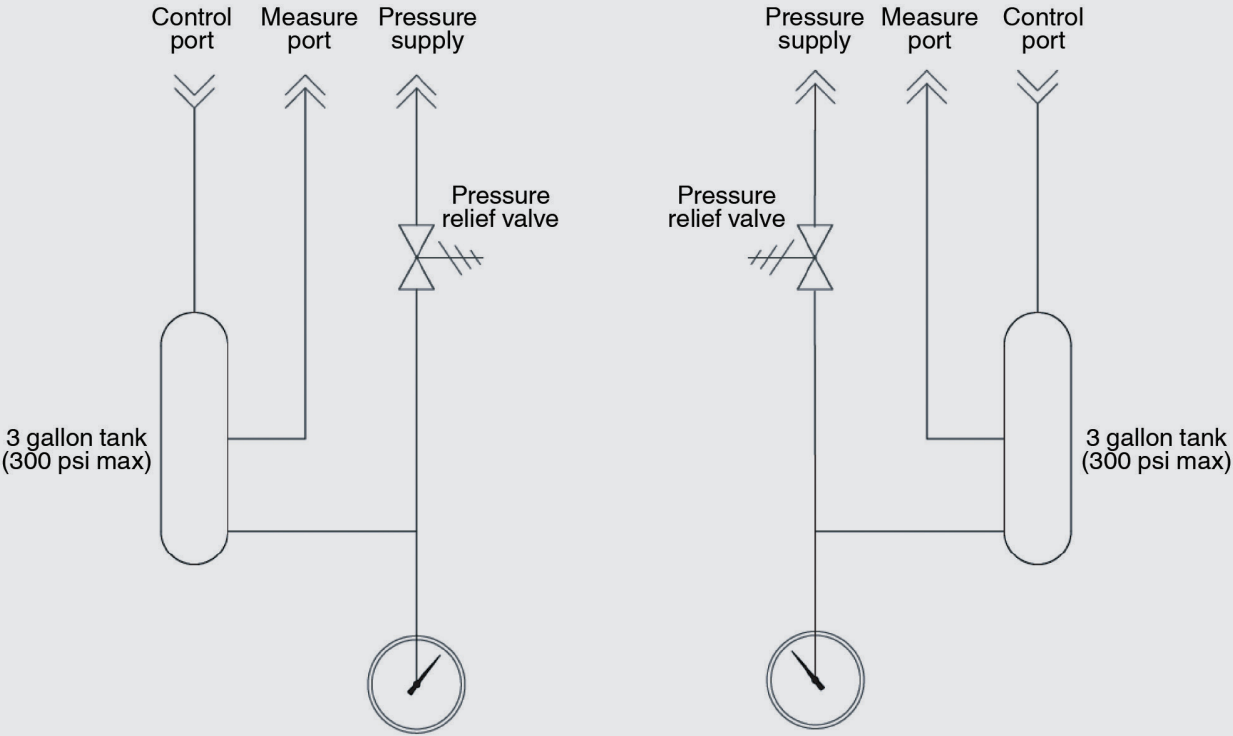 Control
port
Measure
port
Pressure
supply
Pressure
supply
Measure
port
Control
port
Pressure
relief valve
Pressure
relief valve
3 gallon tank
(300 psi max)
3 gallon tank
(300 psi max)